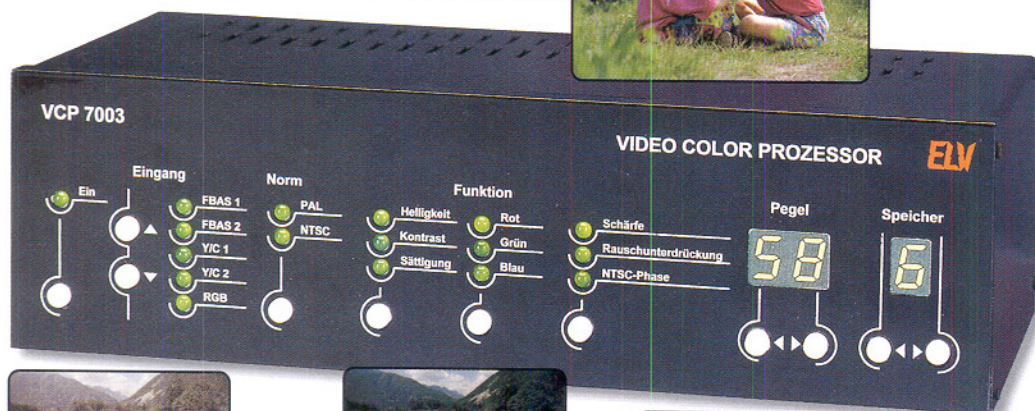 VCP 7003
VIDEO COLOR PROZESSOR
ELV
Ein
Eingang
FBAS 1
FBAS 2
Y/C 1
Y/C 2
RGB
Norm
PAL
NTSC
Funktion
Helligkeit
Kontrast
Sättigung
Rot
Grün
Blau
Schärfe
Rauschunterdrückung
NTSC-Phase
Pegel
58
Speicher
6